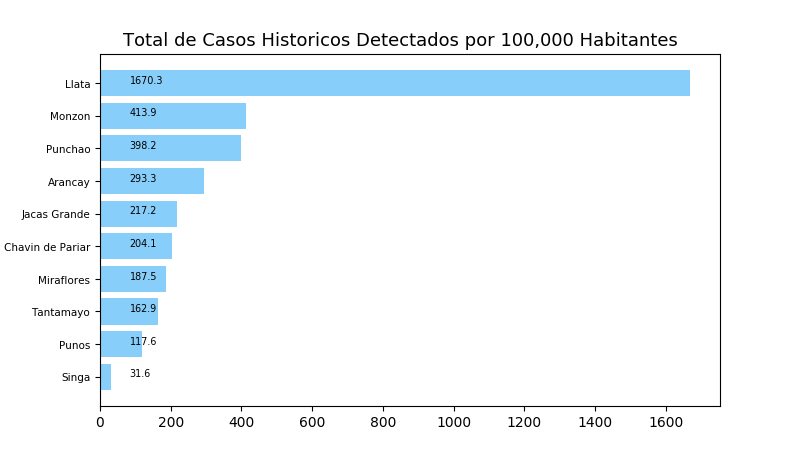 Total de Casos Historicos Detectados por 100,000 Habitantes
Llata 1670.3
Monzon 413.9
Punchao 398.2
Arancay 293.3
Jacas Grande 217.2
Chavin de Pariar 204.1
Miraflores 187.5
Tantamayo 162.9
Punos 117.6
Singa 31.6
0 200 400 600 800 1000 1200 1400 1600